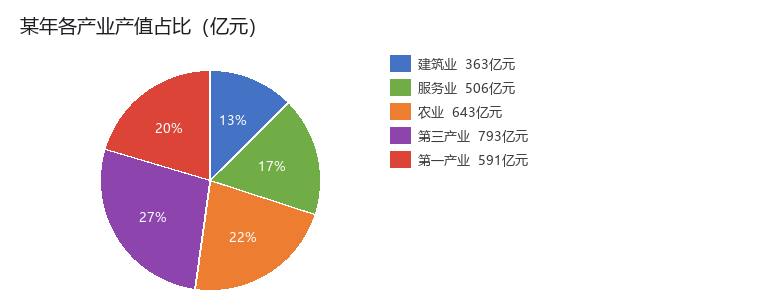 某年各产业产值占比（亿元）
建筑业 363亿元
服务业 506亿元
农业 643亿元
第三产业 793亿元
第一产业 591亿元
13%
17%
20%
27%
22%